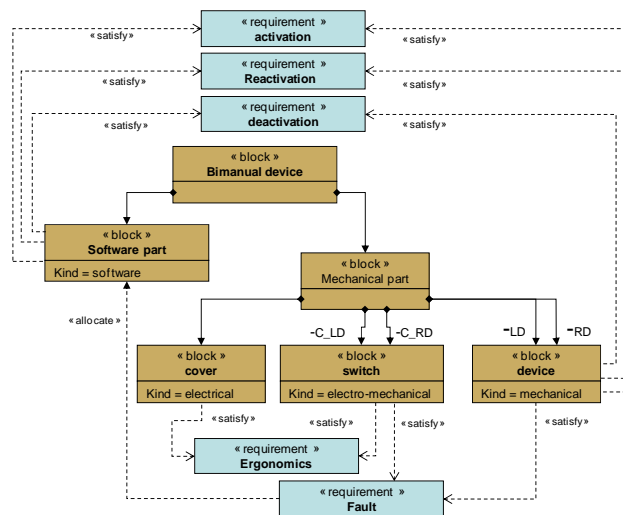 « requirement »
activation
«satisfy»
«satisfy»
« requirement »
Reactivation
«satisfy»
«satisfy»
« requirement »
deactivation
«satisfy»
«satisfy»
« block »
Bimanual device
« block »
Software part
Kind = software
« block »
Mechanical part
«allocate»
-C_LD
-C_RD
-LD
-RD
« block »
cover
Kind = electrical
« block »
switch
Kind = electro-mechanical
« block »
device
Kind = mechanical
«satisfy»
«satisfy»
«satisfy»
«satisfy»
« requirement »
Ergonomics
« requirement »
Fault